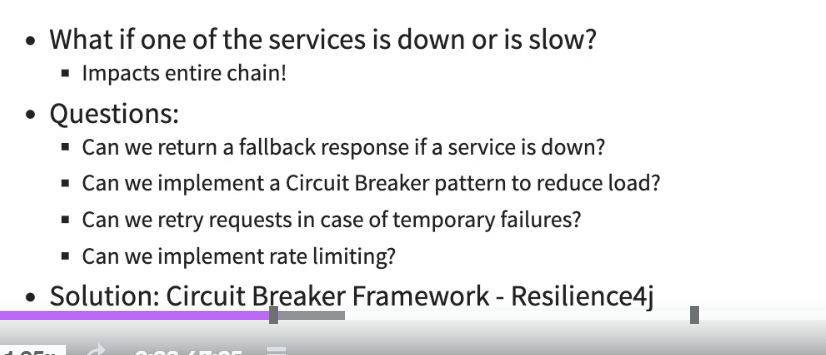 • What if one of the services is down or is slow?
▪ Impacts entire chain!
• Questions:
▪ Can we return a fallback response if a service is down?
▪ Can we implement a Circuit Breaker pattern to reduce load?
▪ Can we retry requests in case of temporary failures?
▪ Can we implement rate limiting?
• Solution: Circuit Breaker Framework - Resilience4j